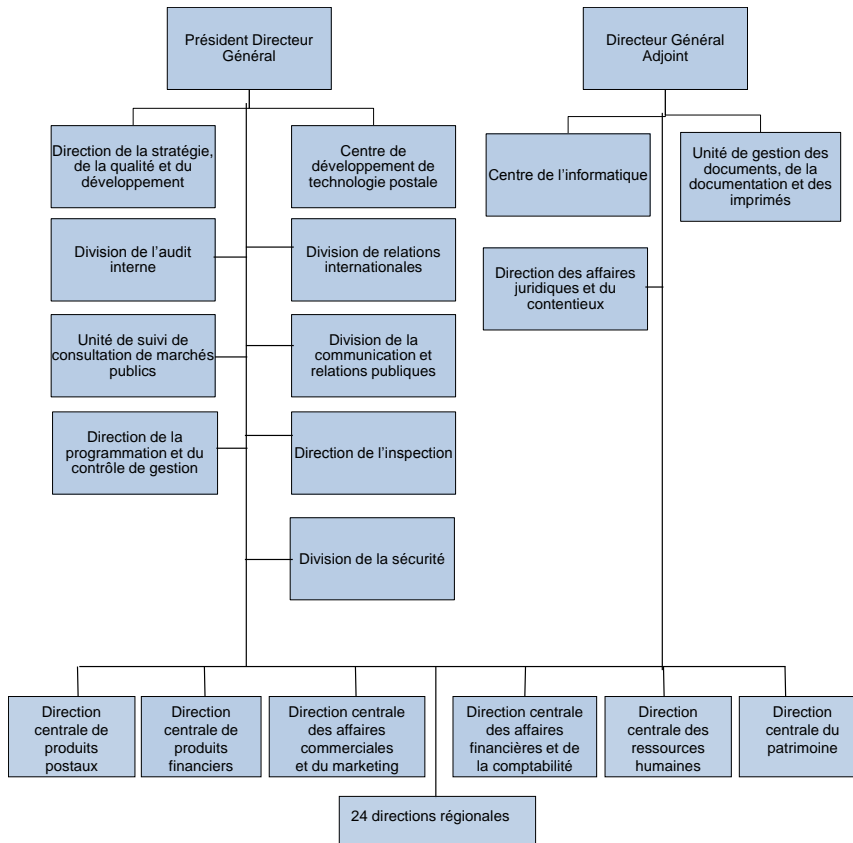 Président Directeur
Général
Directeur Général
Adjoint
Direction de la stratégie,
de la qualité et du
développement
Centre de
développement de
technologie postale
Centre de l’informatique
Unité de gestion des
documents, de la
documentation et des
imprimés
Division de l’audit
interne
Division de relations
internationales
Direction des affaires
juridiques et du
contentieux
Unité de suivi de
consultation de marchés
publics
Division de la
communication et
relations publiques
Direction de la
programmation et du
contrôle de gestion
Direction de l’inspection
Division de la sécurité
Direction
centrale de
produits
postaux
Direction
centrale de
produits
financiers
Direction centrale
des affaires
commerciales
et du marketing
Direction centrale
des affaires
financières et de
la comptabilité
Direction
centrale des
ressources
humaines
Direction
centrale du
patrimoine
24 directions régionales